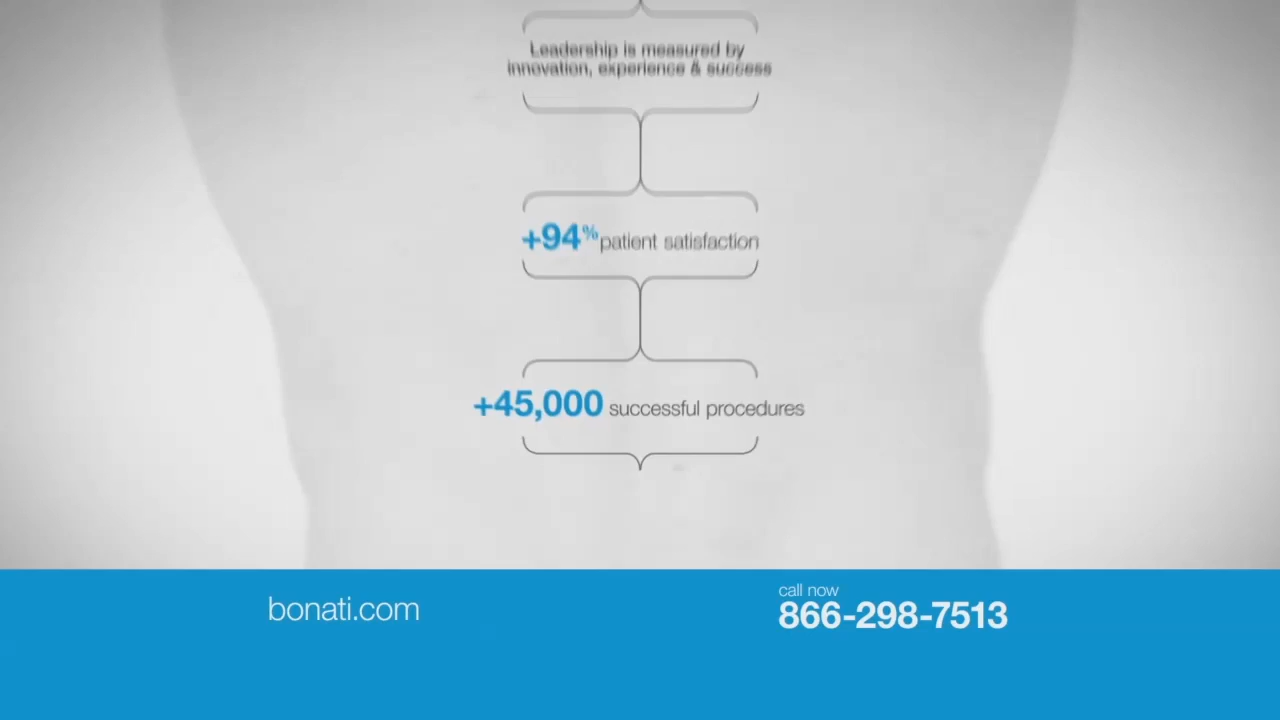 Leadership is measured by
innovation, experience & success
+94% patient satisfaction
+45,000 successful procedures
bonati.com
call now
866-298-7513